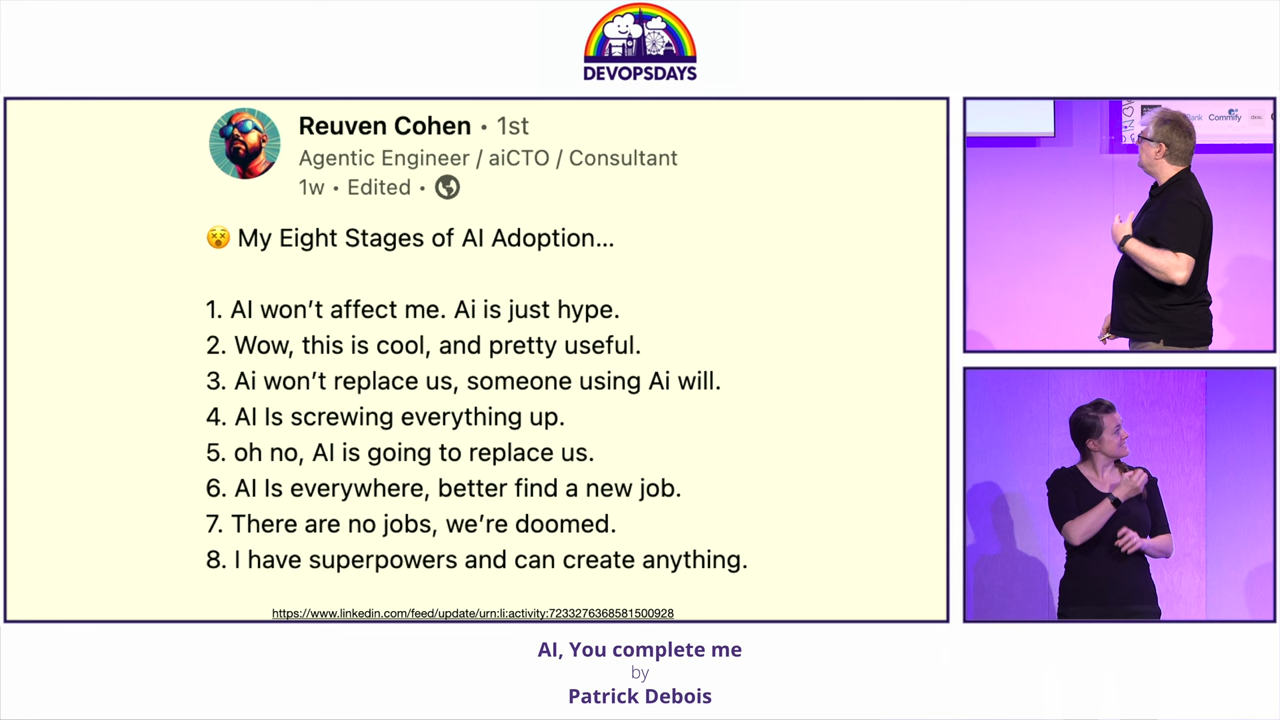 DEVOPSDAYS
Reuven Cohen • 1st
Agentic Engineer / aiCTO / Consultant
1w • Edited •
My Eight Stages of AI Adoption...
1. AI won’t affect me. Ai is just hype.
2. Wow, this is cool, and pretty useful.
3. Ai won’t replace us, someone using Ai will.
4. AI Is screwing everything up.
5. oh no, AI is going to replace us.
6. AI Is everywhere, better find a new job.
7. There are no jobs, we’re doomed.
8. I have superpowers and can create anything.
https://www.linkedin.com/feed/update/urn:li:activity:7233276368581500928
Commify
AI, You complete me
by
Patrick Debois